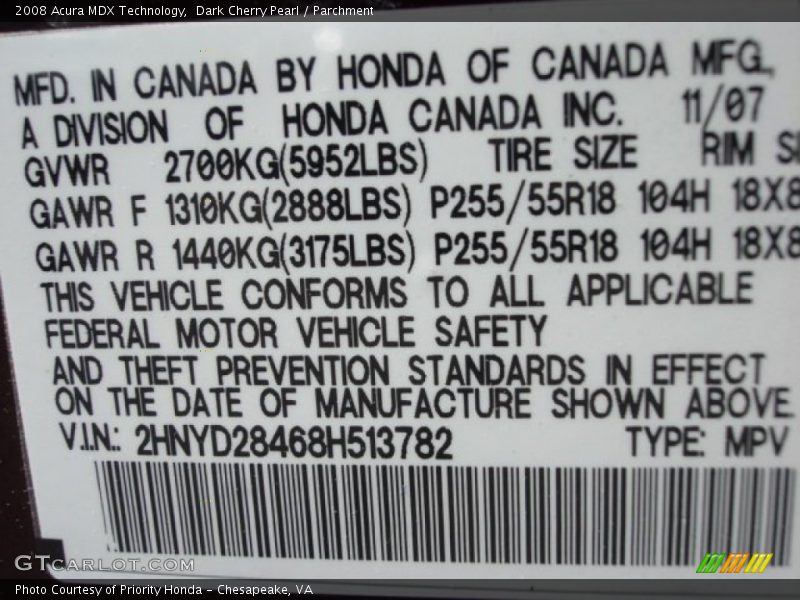 2008 Acura MDX Technology, Dark Cherry Pearl / Parchment
MFD. IN CANADA BY HONDA OF CANADA MFG.,
A DIVISION OF HONDA CANADA INC. 11/07
GVWR 2700KG(5952LBS) TIRE SIZE RIM SI
GAWR F 1310KG(2888LBS) P255/55R18 104H 18X8
GAWR R 1440KG(3175LBS) P255/55R18 104H 18X8
THIS VEHICLE CONFORMS TO ALL APPLICABLE
FEDERAL MOTOR VEHICLE SAFETY
AND THEFT PREVENTION STANDARDS IN EFFECT
ON THE DATE OF MANUFACTURE SHOWN ABOVE.
V.I.N.: 2HNYD28468H513782 TYPE: MPV
GTCARLOT.COM
Photo Courtesy of Priority Honda - Chesapeake, VA